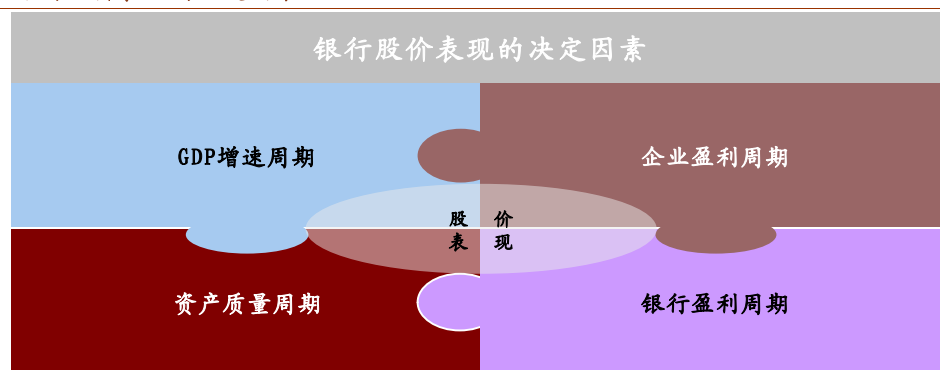 银行股价表现的决定因素
GDP增速周期
企业盈利周期
股 价
表 现
资产质量周期
银行盈利周期